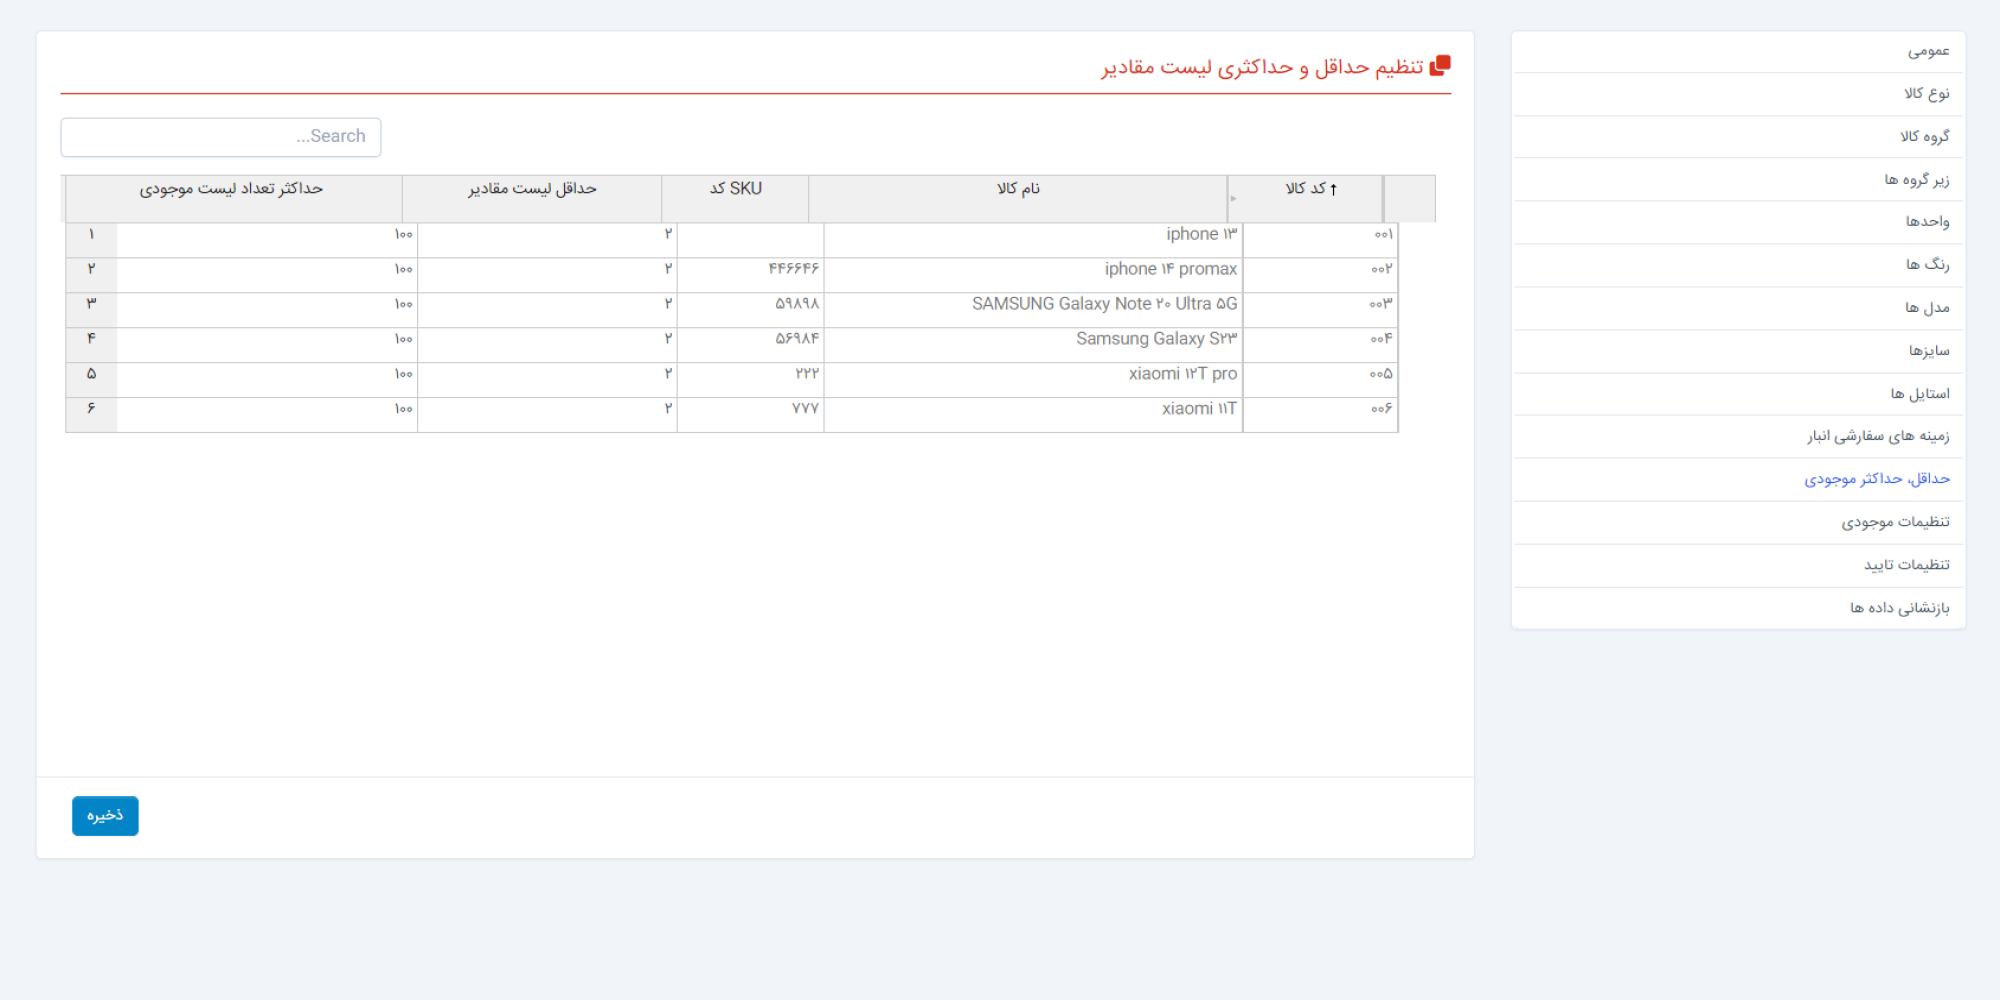 عمومی
نوع کالا
گروه کالا
زیر گروه ها
واحدها
رنگ ها
مدل ها
سایزها
استایل ها
زمینه های سفارشی انبار
حداقل، حداکثر موجودی
تنظیمات موجودی
تنظیمات تایید
بازنشانی داده ها
تنظیم حداقل و حداکثری لیست مقادیر
Search...
↑ کد کالا نام کالا کد SKU حداقل لیست مقادیر حداکثر تعداد لیست موجودی
۰۰۱ iphone ۱۳ ۲ ۱۰۰ ۱
۰۰۲ iphone ۱۴ promax ۴۴۶۶۴۶ ۲ ۱۰۰ ۲
۰۰۳ SAMSUNG Galaxy Note ۲۰ Ultra ۵G ۵۹۸۹۸ ۲ ۱۰۰ ۳
۰۰۴ Samsung Galaxy S۲۳ ۵۶۹۸۴ ۲ ۱۰۰ ۴
۰۰۵ xiaomi ۱۲T pro ۲۲۲ ۲ ۱۰۰ ۵
۰۰۶ xiaomi ۱۱T ۷۷۷ ۲ ۱۰۰ ۶
ذخیره